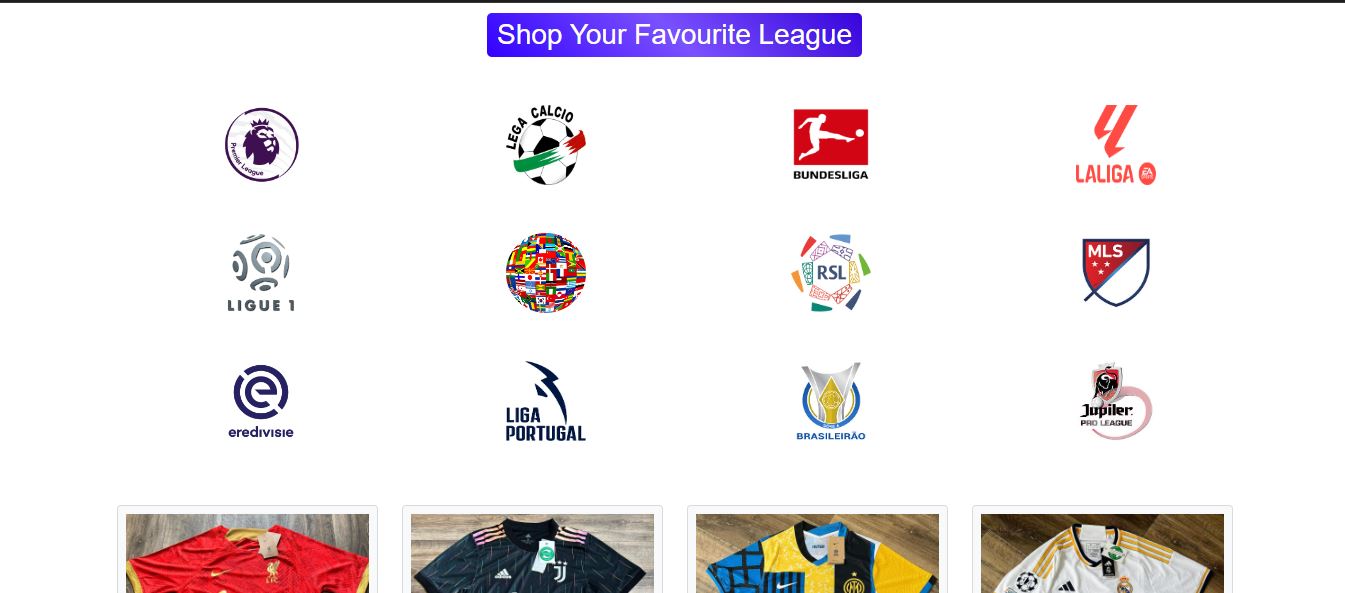 Shop Your Favourite League
Premier League
LEGA CALCIO
BUNDESLIGA
LALIGA
LIGUE 1
RSL
MLS
eredivisie
LIGA
PORTUGAL
BRASILEIRÃO
Jupiler
PRO LEAGUE